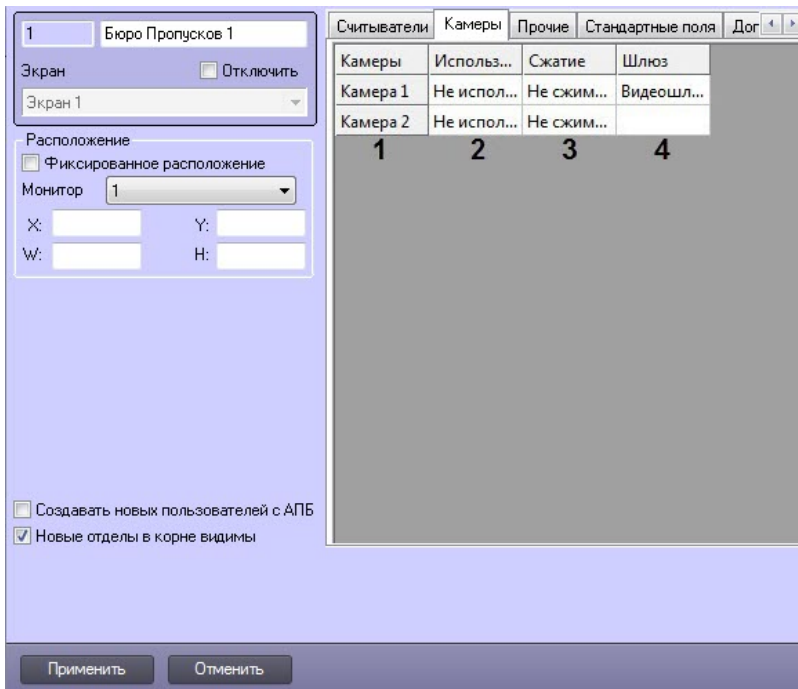 1 Бюро Пропусков 1
Экран Отключить
Экран 1
Расположение
Фиксированное расположение
Монитор 1
X: Y:
W: H:
Создавать новых пользователей с АПБ
Новые отделы в корне видимы
Считыватели Камеры Прочие Стандартные поля Дог
Камеры Использ... Сжатие Шлюз
Камера 1 Не испол... Не сжим... Видеошл...
Камера 2 Не испол... Не сжим...
1 2 3 4
Применить Отменить